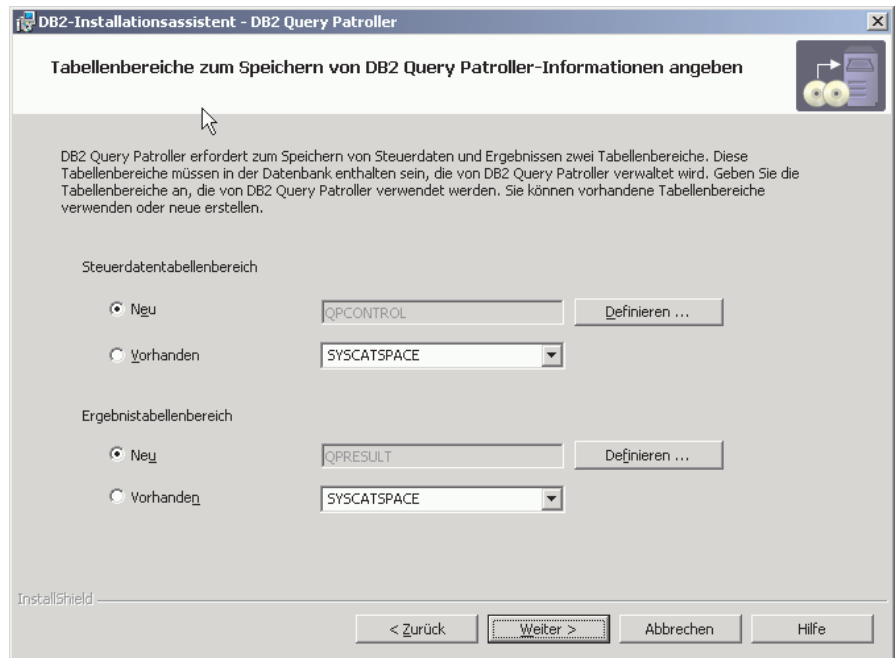 DB2-Installationsassistent - DB2 Query Patroller
Tabellenbereiche zum Speichern von DB2 Query Patroller-Informationen angeben
DB2 Query Patroller erfordert zum Speichern von Steuerdaten und Ergebnissen zwei Tabellenbereiche. Diese
Tabellenbereiche müssen in der Datenbank enthalten sein, die von DB2 Query Patroller verwaltet wird. Geben Sie die
Tabellenbereiche an, die von DB2 Query Patroller verwendet werden. Sie können vorhandene Tabellenbereiche
verwenden oder neue erstellen.
Steuerdatentabellenbereich
Neu QPCONTROL Definieren ...
Vorhanden SYSCATSPACE
Ergebnistabellenbereich
Neu QPRESULT Definieren ...
Vorhanden SYSCATSPACE
InstallShield
< Zurück Weiter > Abbrechen Hilfe